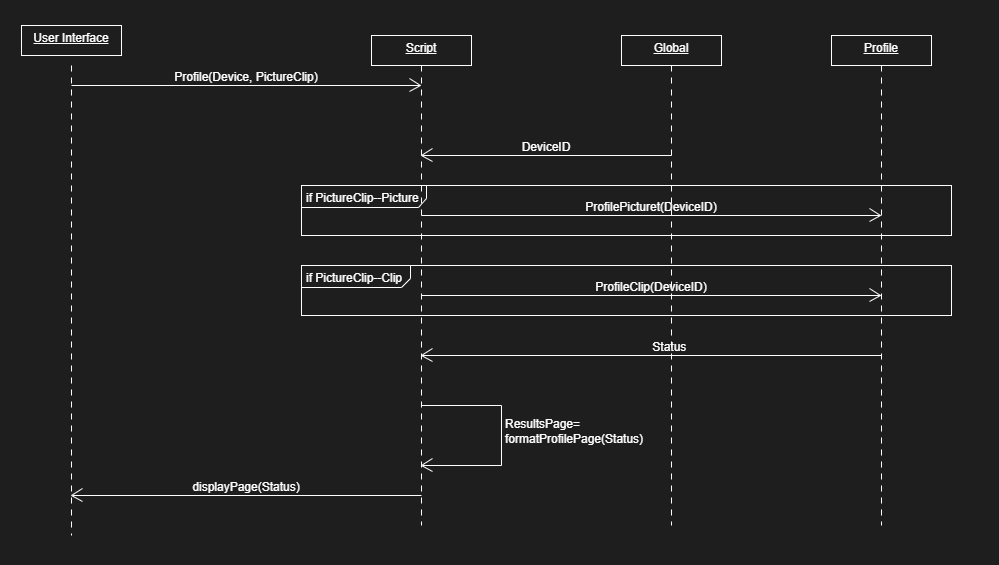 User Interface
Script
Global
Profile
Profile(Device, PictureClip)
DeviceID
if PictureClip--Picture
ProfilePicturet(DeviceID)
if PictureClip--Clip
ProfileClip(DeviceID)
Status
ResultsPage=
formatProfilePage(Status)
displayPage(Status)